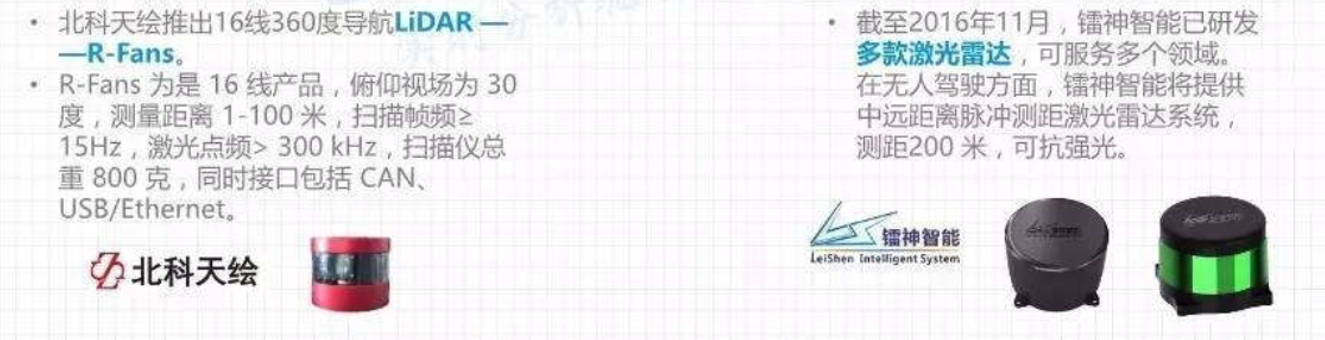 • 北科天绘推出16线360度导航LiDAR —
—R-Fans。
• R-Fans 为是 16 线产品，俯仰视场为 30
度，测量距离 1-100 米，扫描帧频≥
15Hz，激光点频> 300 kHz，扫描仪总
重 800 克，同时接口包括 CAN、
USB/Ethernet。
北科天绘
• 截至2016年11月，镭神智能已研发
多款激光雷达，可服务多个领域。
在无人驾驶方面，镭神智能将提供
中远距离脉冲测距激光雷达系统，
测距200 米，可抗强光。
镭神智能
LeiShen Intelligent System